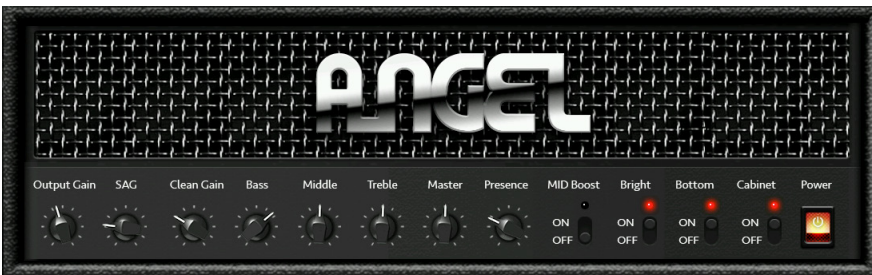 ANGEL
Output Gain SAG Clean Gain Bass Middle Treble Master Presence MID Boost Bright Bottom Cabinet Power
ON ON ON ON
OFF OFF OFF OFF